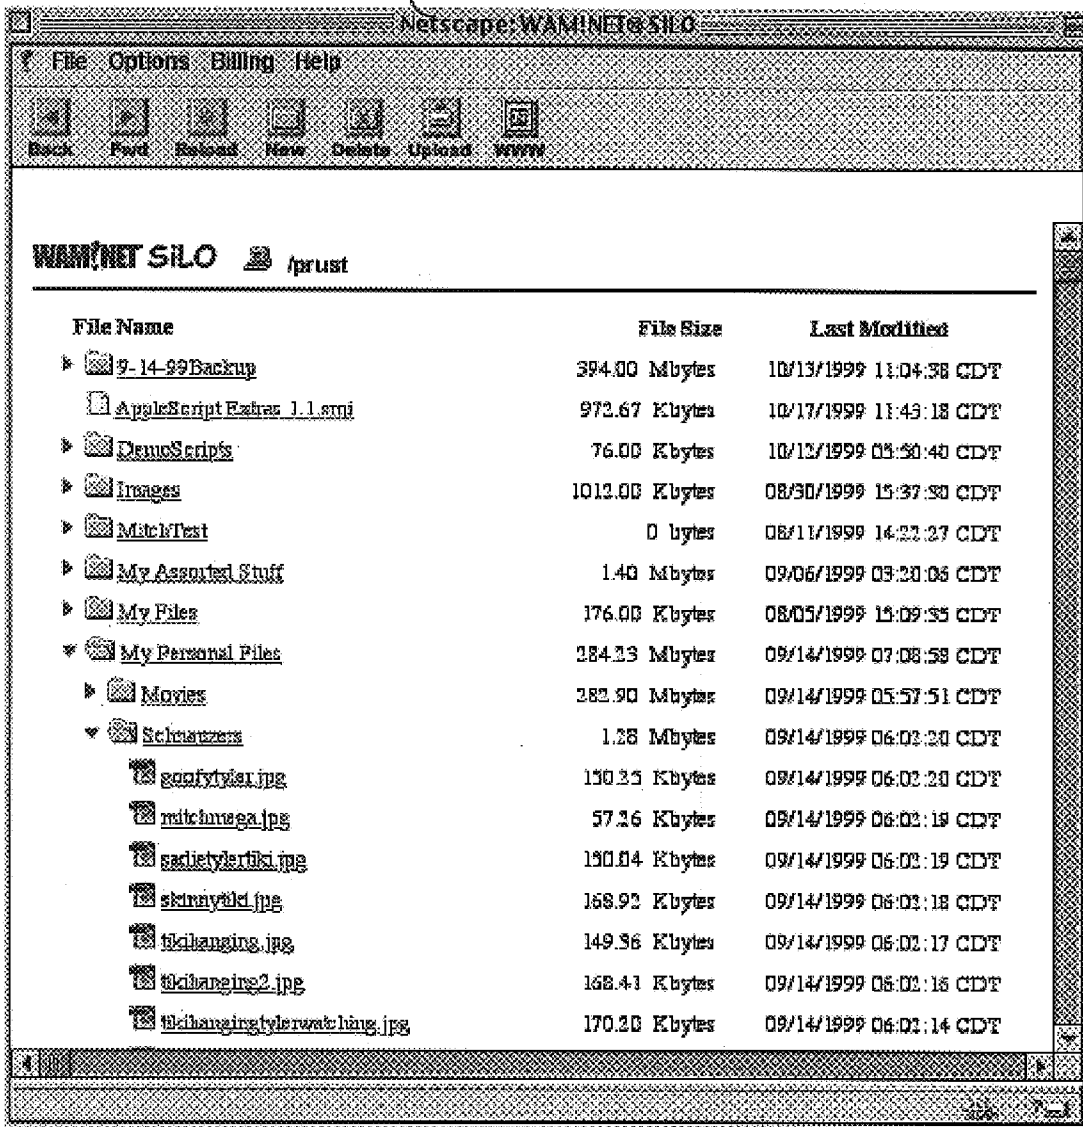 Netscape: WAM!NET@SiLO
File Options Billing Help
Back Fwd Reload New Delete Upload WWW
WAM!NET SiLO /prust
File Name File Size Last Modified
9-14-99Backup 394.00 Mbytes 10/13/1999 11:04:38 CDT
AppleScript Extras 1.1.smi 972.67 Kbytes 10/17/1999 11:43:18 CDT
DemoScripts 76.00 Kbytes 10/12/1999 05:50:40 CDT
Images 1012.00 Kbytes 08/30/1999 15:37:30 CDT
MitchTest 0 bytes 08/11/1999 14:22:27 CDT
My Assorted Stuff 1.40 Mbytes 09/06/1999 03:20:06 CDT
My Files 176.00 Kbytes 08/05/1999 15:09:35 CDT
My Personal Files 284.23 Mbytes 09/14/1999 07:08:58 CDT
Movies 282.90 Mbytes 09/14/1999 05:57:51 CDT
Schnauzers 1.28 Mbytes 09/14/1999 06:02:20 CDT
goofytyler.jpg 150.25 Kbytes 09/14/1999 06:02:20 CDT
mitchmega.jpg 57.26 Kbytes 09/14/1999 06:02:19 CDT
sadietylertiki.jpg 190.04 Kbytes 09/14/1999 06:02:19 CDT
skinnytiki.jpg 168.92 Kbytes 09/14/1999 06:02:18 CDT
tikihanging.jpg 149.36 Kbytes 09/14/1999 06:02:17 CDT
tikihanging2.jpg 168.41 Kbytes 09/14/1999 06:02:16 CDT
tikihangingtylerwatching.jpg 170.20 Kbytes 09/14/1999 06:02:14 CDT